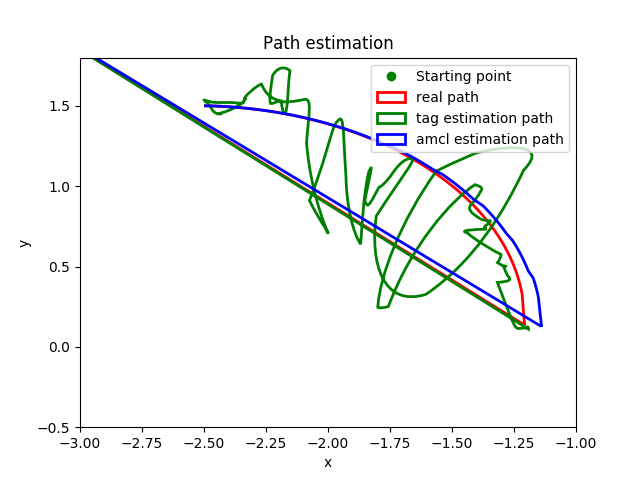 Path estimation
Starting point
real path
tag estimation path
amcl estimation path
y
1.5
1.0
0.5
0.0
−0.5
−3.00 −2.75 −2.50 −2.25 −2.00 −1.75 −1.50 −1.25 −1.00
x